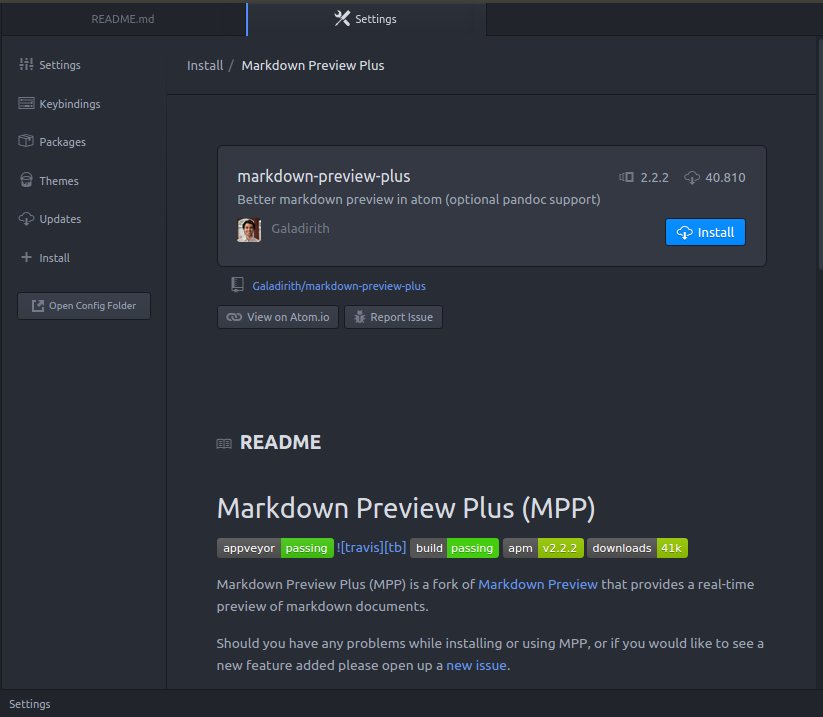 README.md
Settings
Settings
Keybindings
Packages
Themes
Updates
Install
Open Config Folder
Install / Markdown Preview Plus
markdown-preview-plus 2.2.2 40.810
Better markdown preview in atom (optional pandoc support)
Galadirith
Install
Galadirith/markdown-preview-plus
View on Atom.io Report Issue
README
Markdown Preview Plus (MPP)
appveyor passing ![travis][tb] build passing apm v2.2.2 downloads 41k
Markdown Preview Plus (MPP) is a fork of Markdown Preview that provides a real-time
preview of markdown documents.
Should you have any problems while installing or using MPP, or if you would like to see a
new feature added please open up a new issue.
Settings